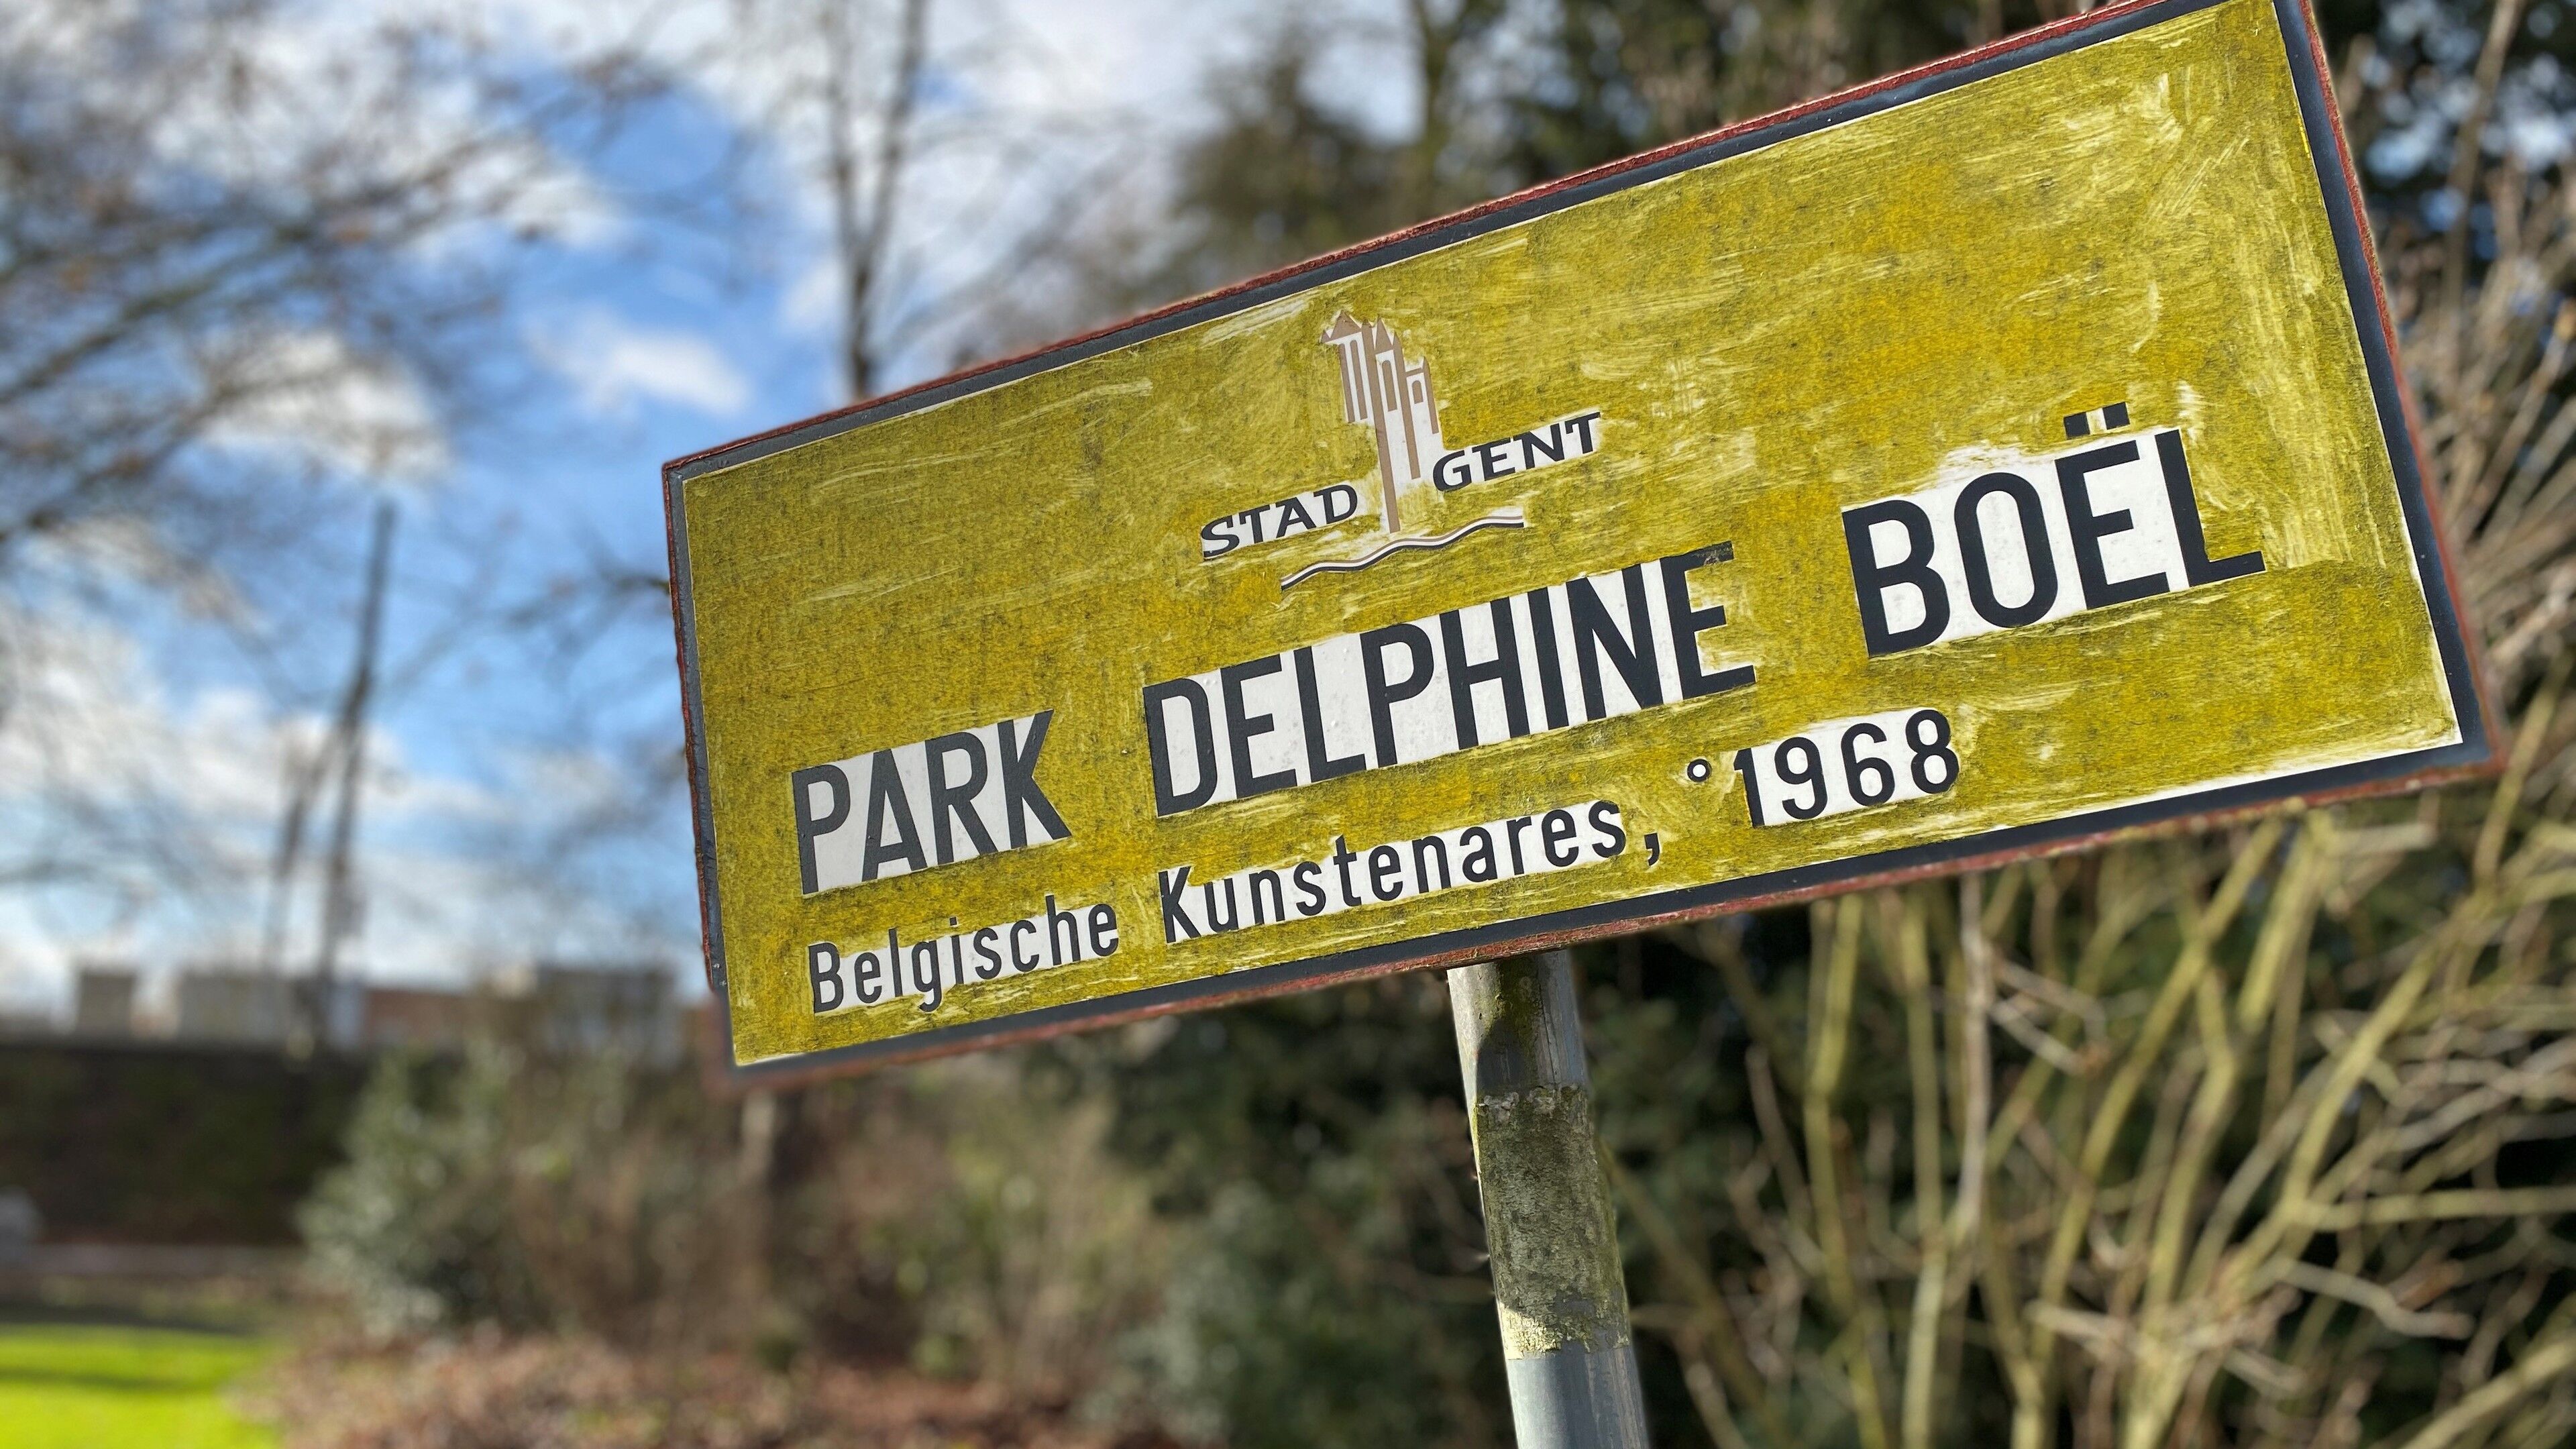 STAD GENT
PARK DELPHINE BOËL
Belgische Kunstenares, °1968